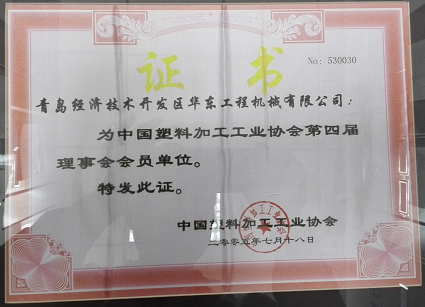 证书
No: 530030
青岛经济技术开发区华东工程机械有限公司：
为中国塑料加工工业协会第四届
理事会会员单位。
特发此证。
中国塑料加工工业协会
二零零五年七月十八日